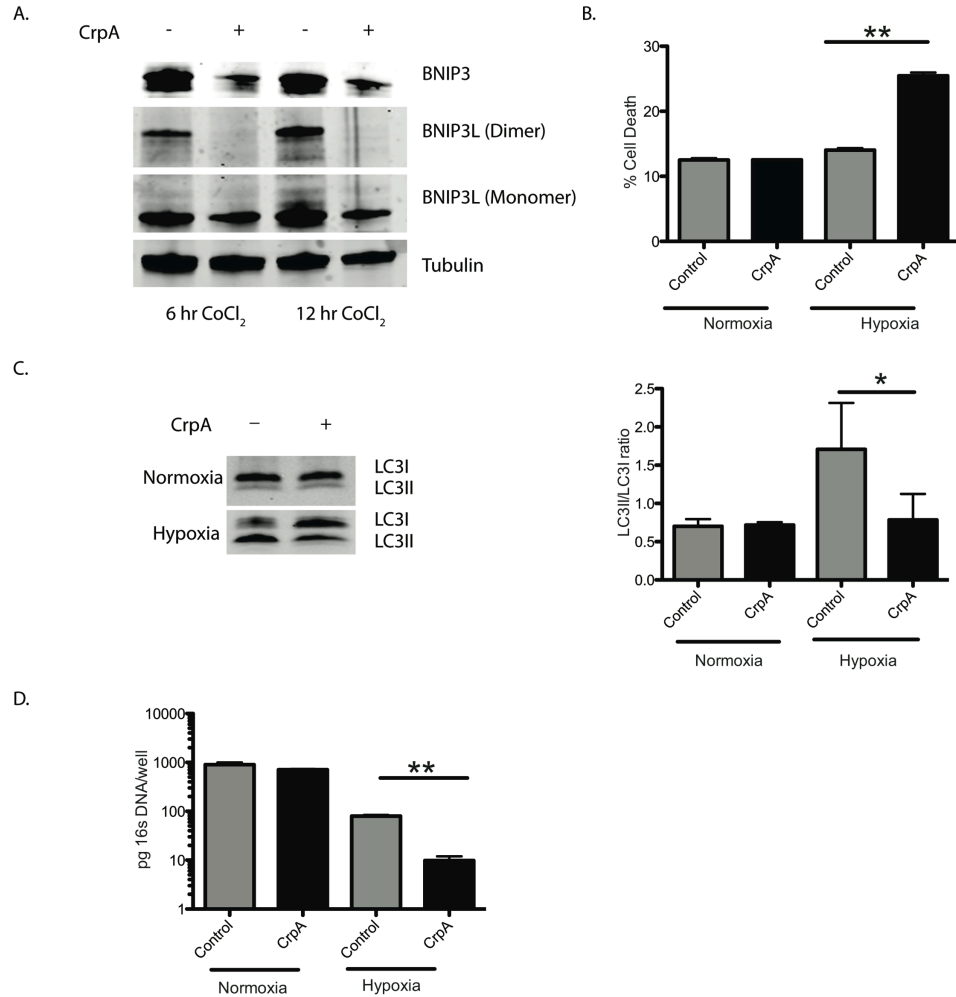 A.
CrpA - + - +
BNIP3
BNIP3L (Dimer)
BNIP3L (Monomer)
Tubulin
6 hr CoCl₂ 12 hr CoCl₂
B.
**
30
20
10
0
% Cell Death
Control CrpA Control CrpA
Normoxia Hypoxia
C.
CrpA – +
Normoxia LC3I
LC3II
Hypoxia LC3I
LC3II
*
2.5
2.0
1.5
1.0
0.5
0.0
LC3II/LC3I ratio
Control CrpA Control CrpA
Normoxia Hypoxia
D.
**
10000
1000
100
10
1
pg 16s DNA/well
Control CrpA Control CrpA
Normoxia Hypoxia